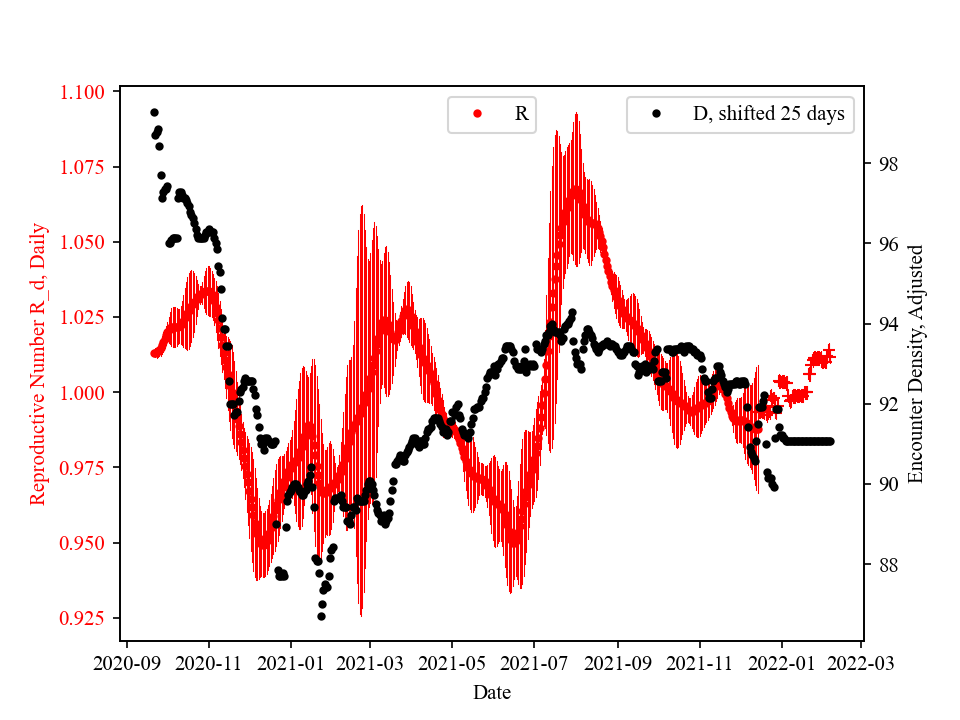 R
D, shifted 25 days
1.100
1.075
1.050
1.025
1.000
0.975
0.950
0.925
Reproductive Number R_d, Daily
98
96
94
92
90
88
Encounter Density, Adjusted
2020-09 2020-11 2021-01 2021-03 2021-05 2021-07 2021-09 2021-11 2022-01 2022-03
Date